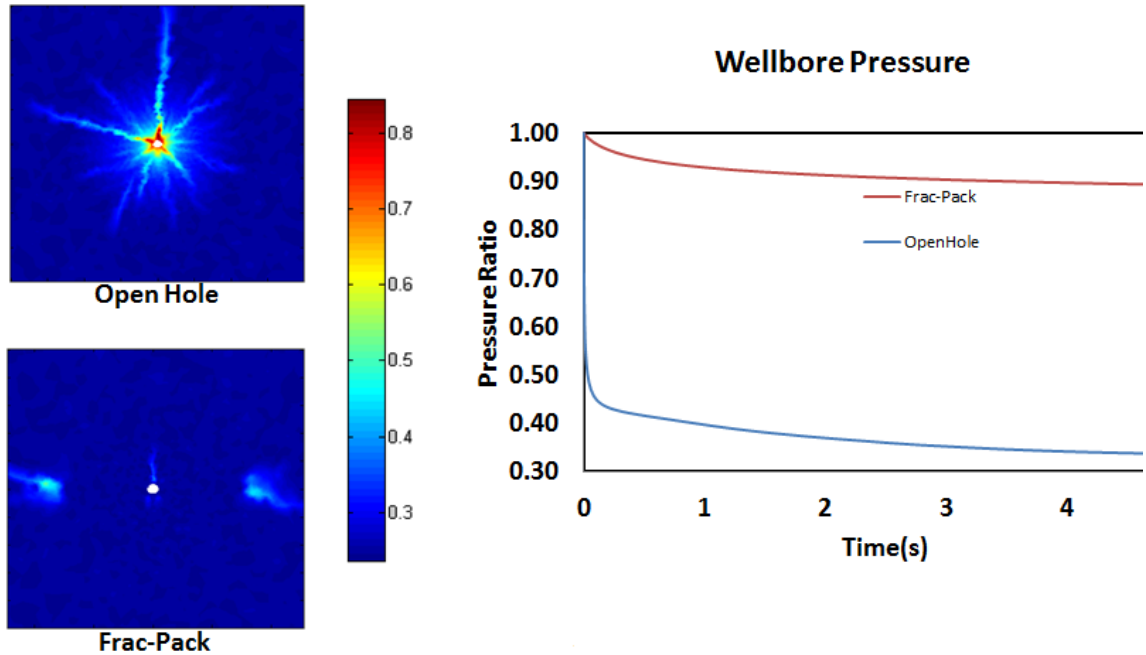 Open Hole
0.8
0.7
0.6
0.5
0.4
0.3
Frac-Pack
Wellbore Pressure
Pressure Ratio
1.00
0.90
0.80
0.70
0.60
0.50
0.40
0.30
Frac-Pack
OpenHole
0 1 2 3 4
Time(s)